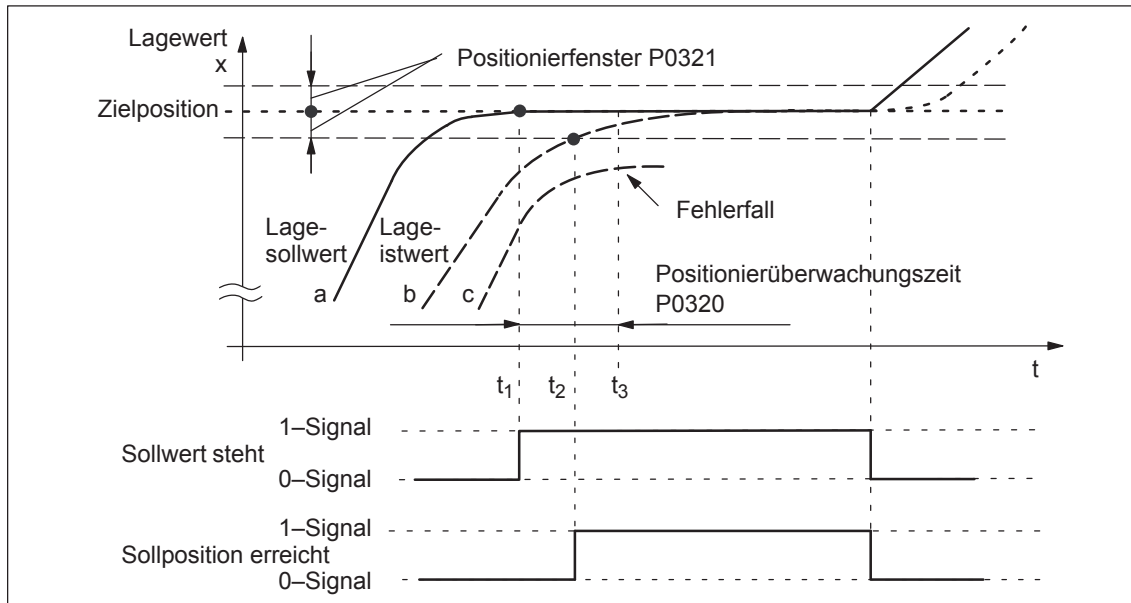 Lagewert
x
Positionierfenster P0321
Zielposition
Lage-
sollwert
Lage-
istwert
Fehlerfall
a
b
c
Positionierüberwachungszeit
P0320
t1
t2
t3
t
1–Signal
Sollwert steht
0–Signal
1–Signal
Sollposition erreicht
0–Signal